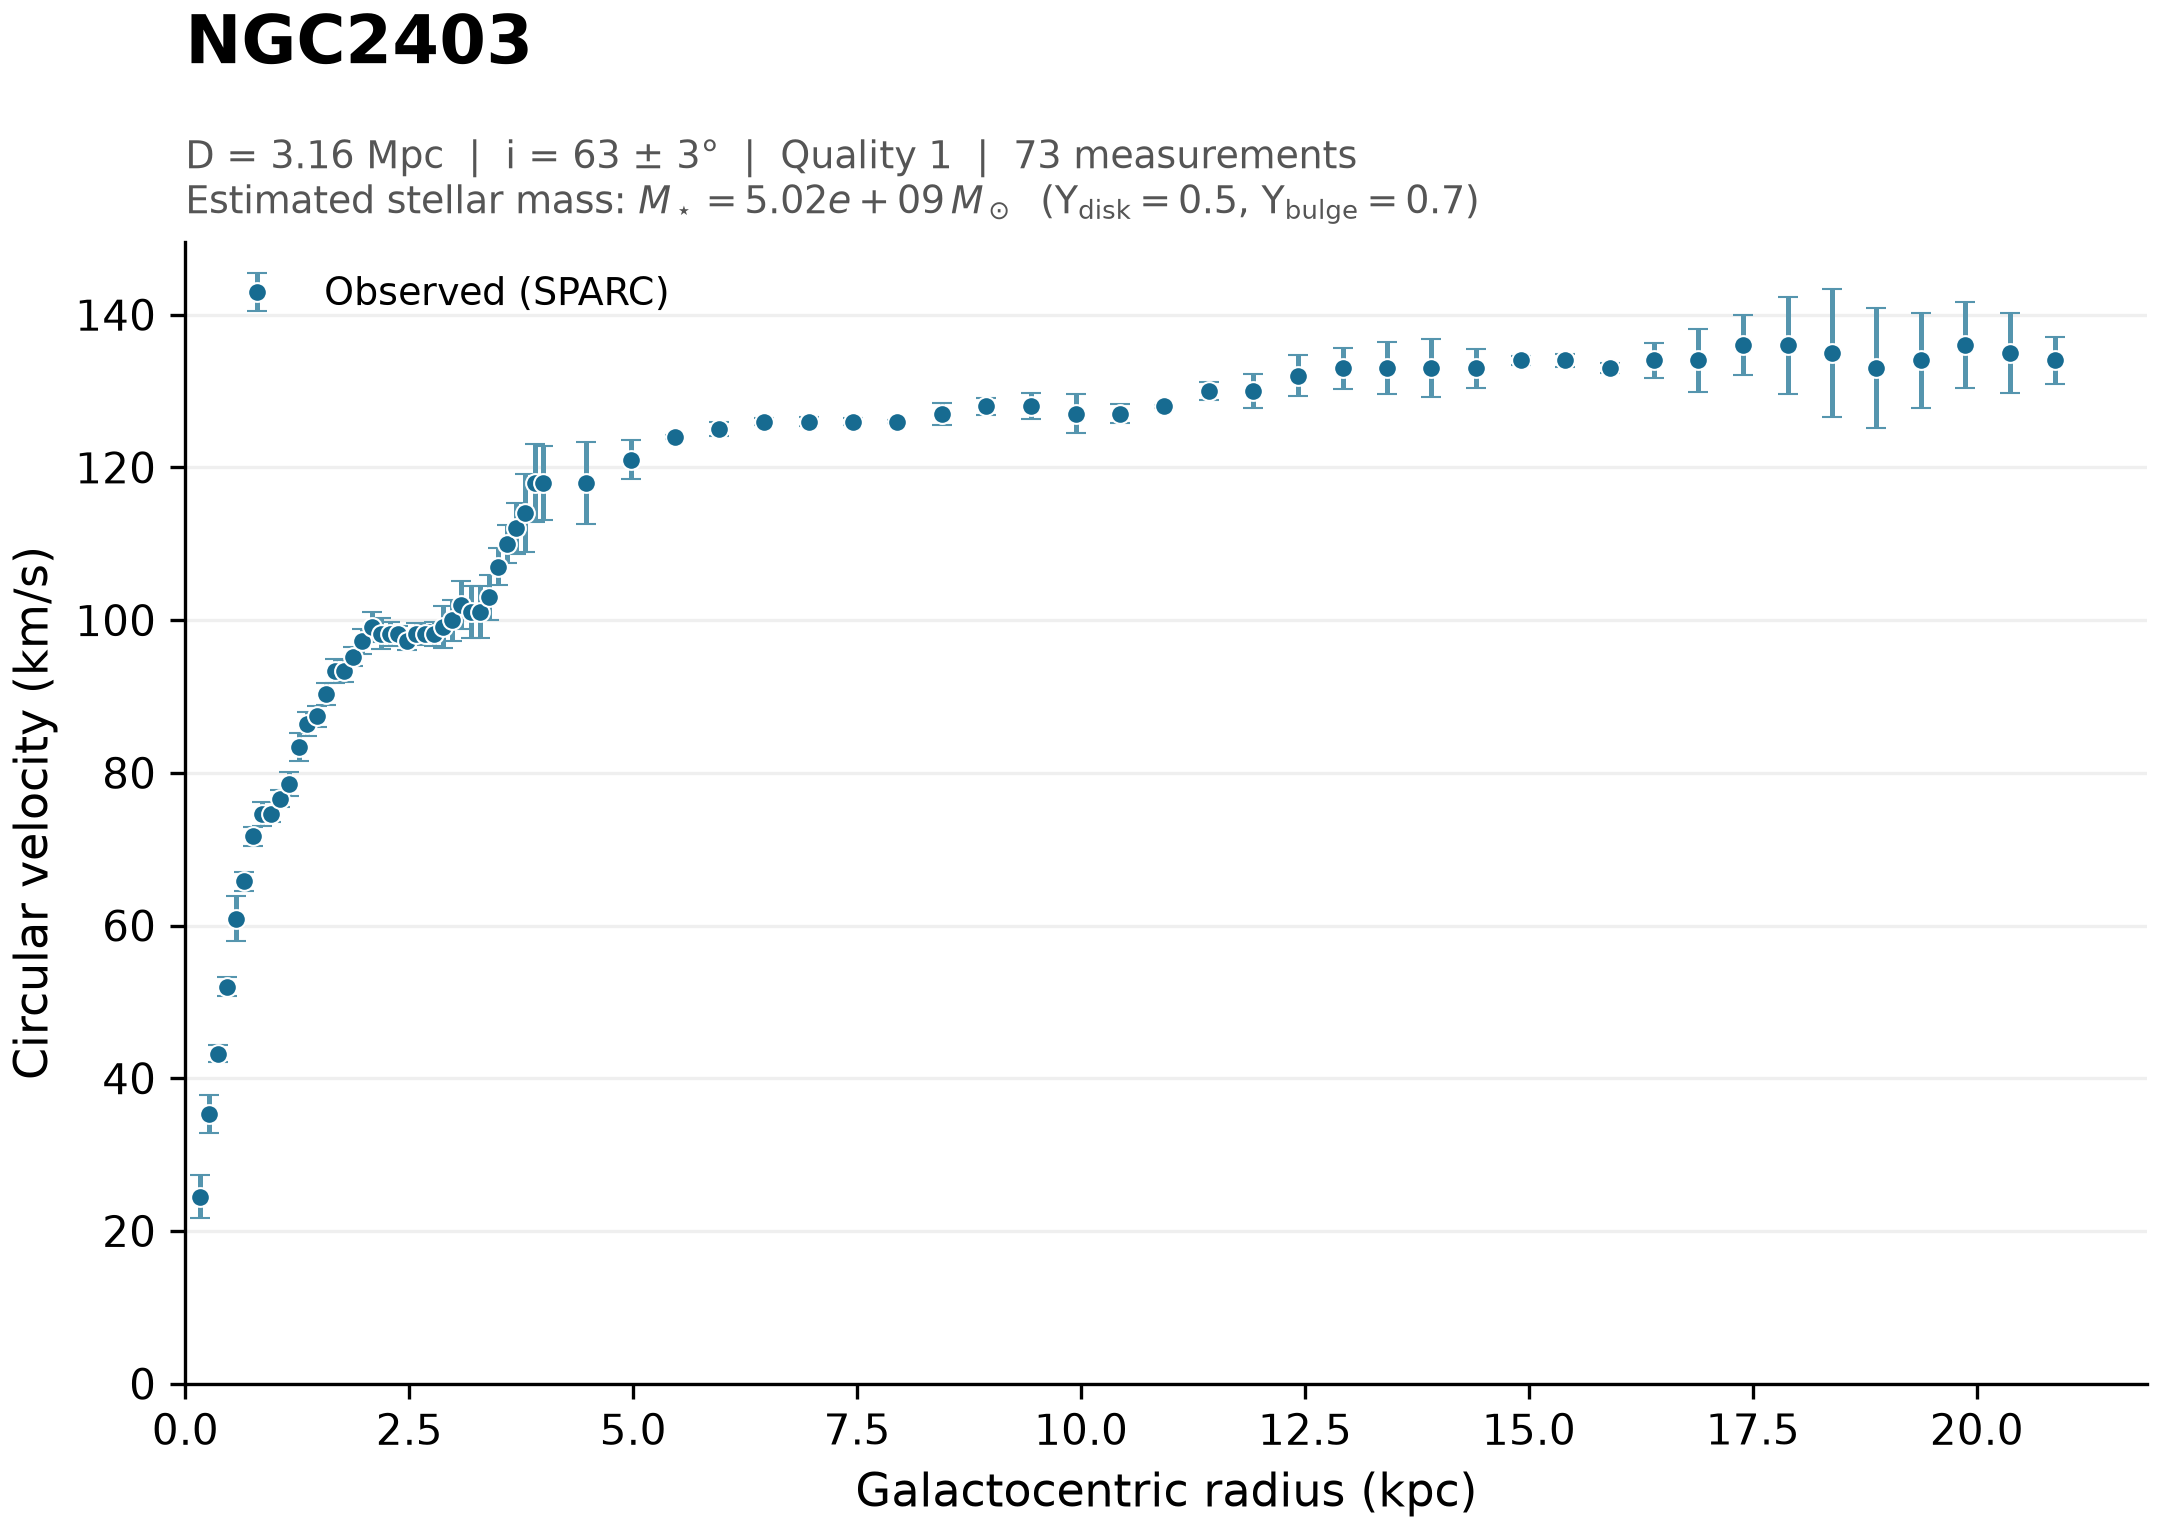 NGC2403
D = 3.16 Mpc | i = 63 ± 3° | Quality 1 | 73 measurements
Estimated stellar mass: M⋆ = 5.02e + 09 M⊙ (Υdisk = 0.5, Υbulge = 0.7)
Observed (SPARC)
140
120
100
80
60
40
20
0
Circular velocity (km/s)
0.0 2.5 5.0 7.5 10.0 12.5 15.0 17.5 20.0
Galactocentric radius (kpc)